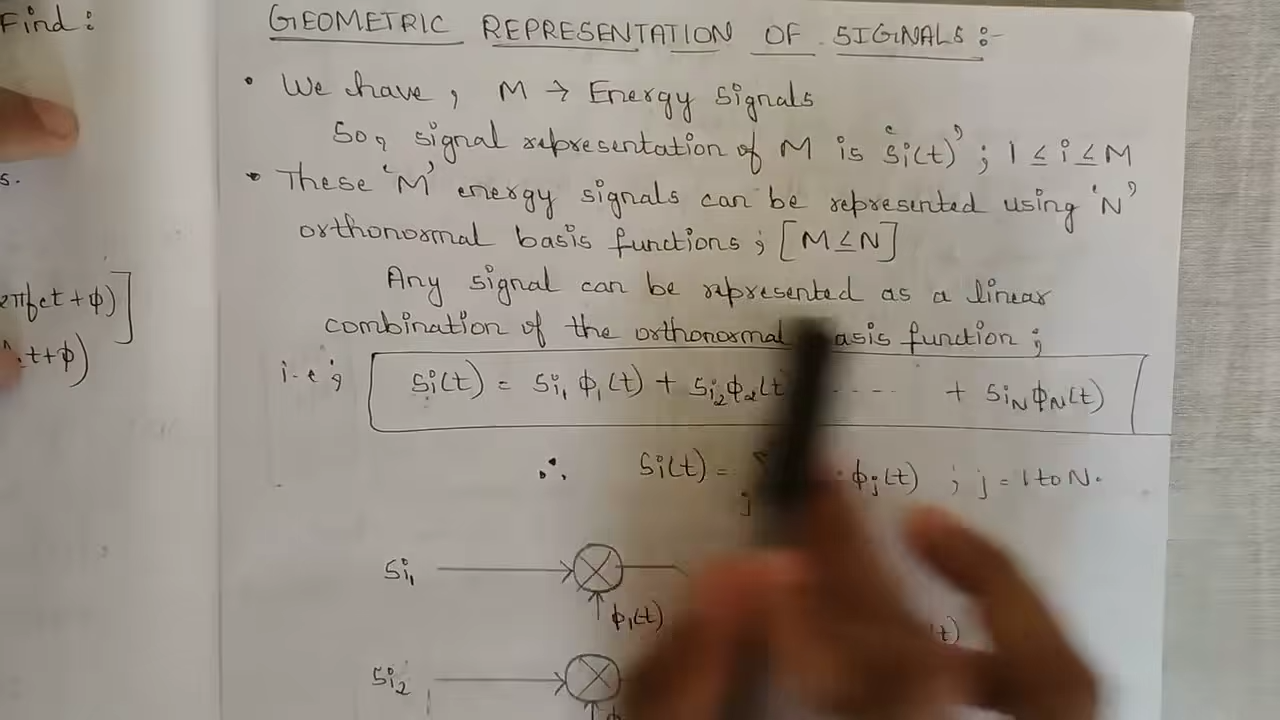 Find:
s.
2πfct + φ)]
t+φ)
GEOMETRIC REPRESENTATION OF SIGNALS:-
• We have, M → Energy Signals
So, signal representation of M is 'si(t)'; 1 ≤ i ≤ M
• These 'M' energy signals can be represented using 'N'
orthonormal basis functions; [M ≤ N]
Any signal can be represented as a linear
combination of the orthonormal asis function;
i.e; si(t) = si1 φ1(t) + si2 φ2(t ---- + siN φN(t)
∴ si(t) = φj(t) ; j = 1 to N.
si1
φ1(t)
t)
si2